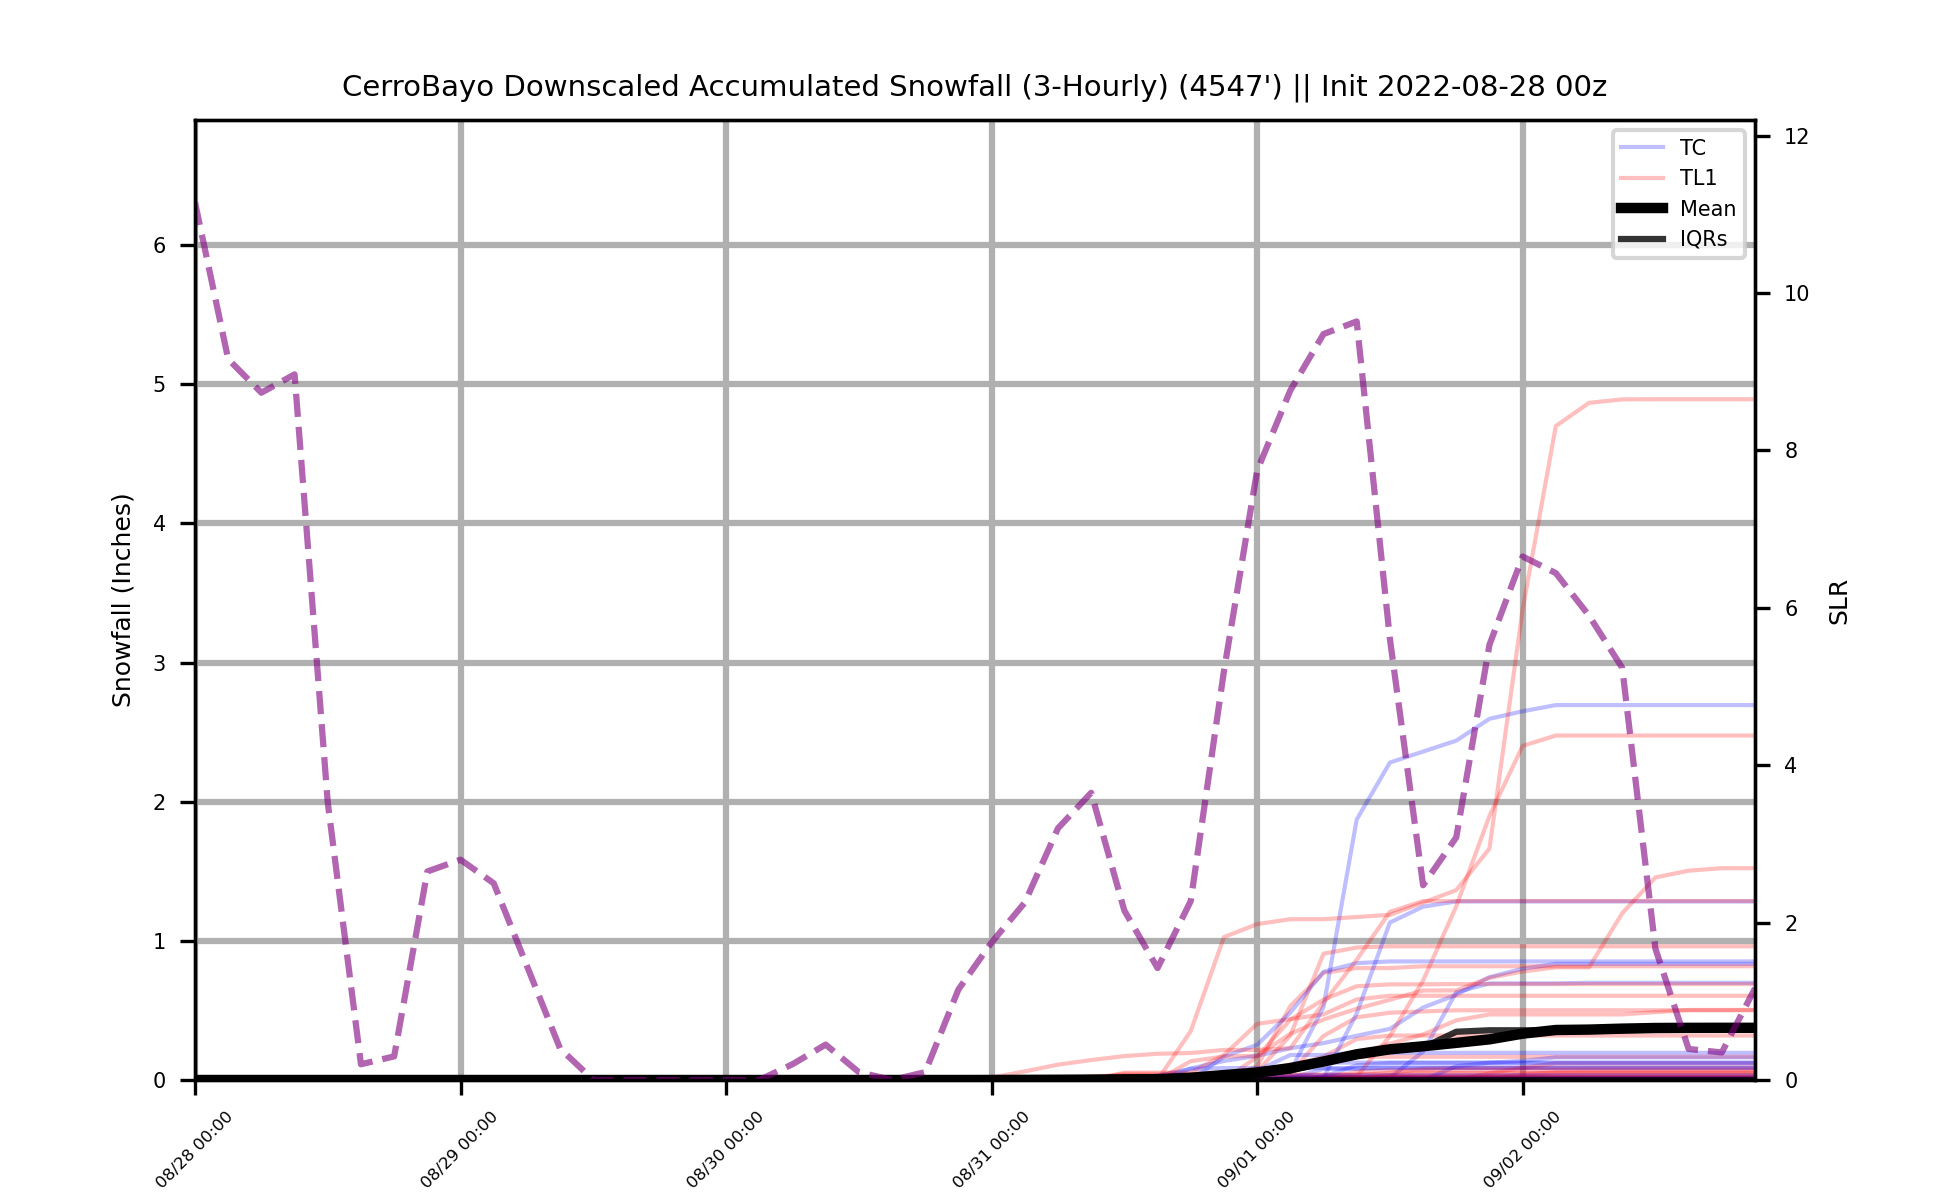 CerroBayo Downscaled Accumulated Snowfall (3-Hourly) (4547') || Init 2022-08-28 00z
TC
TL1
Mean
IQRs
Snowfall (Inches)
6
5
4
3
2
1
0
12
10
8
6
4
2
0
SLR
08/28 00:00
08/29 00:00
08/30 00:00
08/31 00:00
09/01 00:00
09/02 00:00